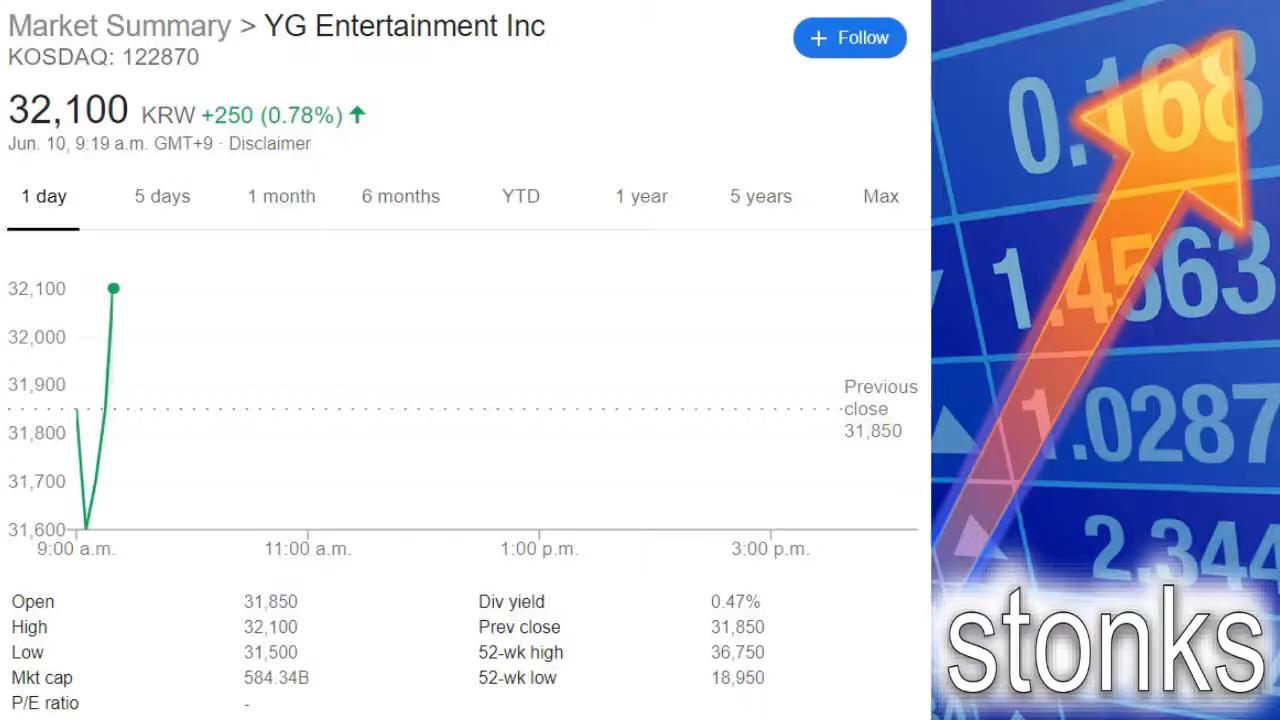 Market Summary > YG Entertainment Inc
KOSDAQ: 122870
+ Follow
32,100 KRW +250 (0.78%)
Jun. 10, 9:19 a.m. GMT+9 · Disclaimer
1 day 5 days 1 month 6 months YTD 1 year 5 years Max
32,100
32,000
31,900
31,800
31,700
31,600
Previous
close
31,850
9:00 a.m. 11:00 a.m. 1:00 p.m. 3:00 p.m.
Open 31,850 Div yield 0.47%
High 32,100 Prev close 31,850
Low 31,500 52-wk high 36,750
Mkt cap 584.34B 52-wk low 18,950
P/E ratio -
0.168
1.4563
1.0287
2.344
stonks